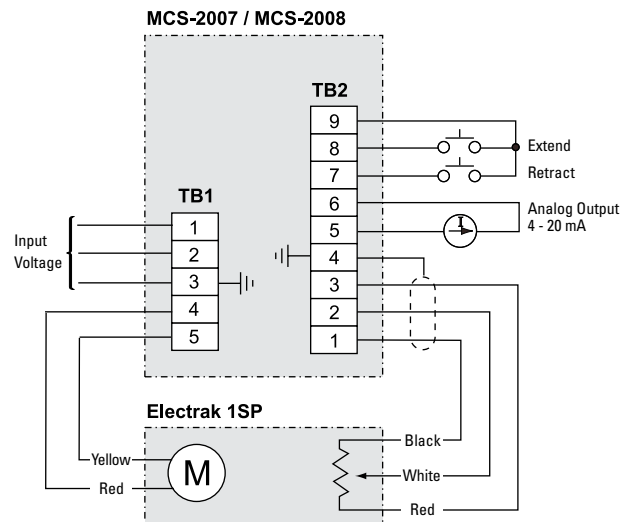 MCS-2007 / MCS-2008
TB2
9
8
7
6
5
4
3
2
1
Extend
Retract
Analog Output
4 - 20 mA
I
TB1
1
2
3
4
5
Input
Voltage
Electrak 1SP
Yellow
Red
M
Black
White
Red